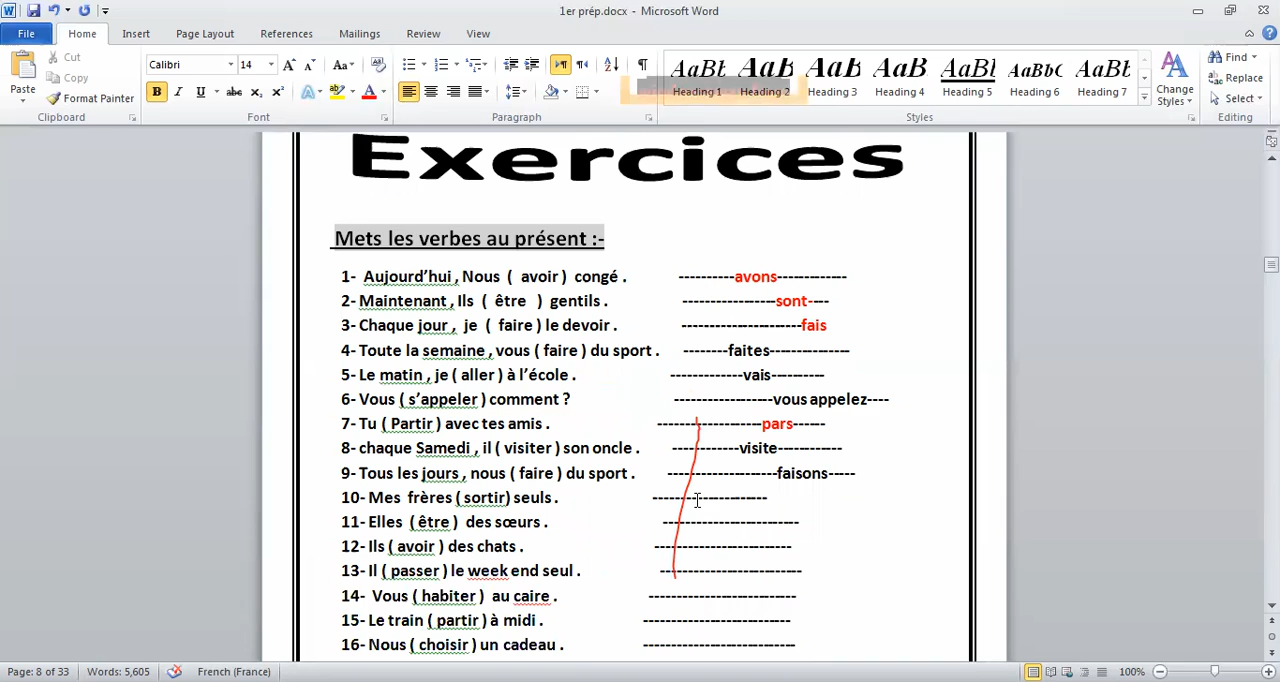 1er prép.docx - Microsoft Word
File Home Insert Page Layout References Mailings Review View
Paste
Cut
Copy
Format Painter
Clipboard
Calibri 14
B I U abc
Font
Paragraph
AaBb Heading 1
AaBb Heading 2
AaBb Heading 3
AaBb Heading 4
AaBb Heading 5
AaBbC Heading 6
AaBb Heading 7
Change Styles
Styles
Find
Replace
Select
Editing
Exercices
Mets les verbes au présent :-
1- Aujourd’hui , Nous ( avoir ) congé . ----------avons-------------
2- Maintenant , Ils ( être ) gentils . ------------------sont----
3- Chaque jour , je ( faire ) le devoir . -----------------------fais
4- Toute la semaine , vous ( faire ) du sport . --------faites----------------
5- Le matin , je ( aller ) à l’école . -------------vais----------
6- Vous ( s’appeler ) comment ? ------------------vous appelez----
7- Tu ( Partir ) avec tes amis . --------------------pars------
8- chaque Samedi , il ( visiter ) son oncle . -------------visite------------
9- Tous les jours , nous ( faire ) du sport . ---------------------faisons-----
10- Mes frères ( sortir) seuls . ----------------------
11- Elles ( être ) des sœurs . --------------------------
12- Ils ( avoir ) des chats . --------------------------
13- Il ( passer ) le week end seul . ---------------------------
14- Vous ( habiter ) au caire . ----------------------------
15- Le train ( partir ) à midi . ----------------------------
16- Nous ( choisir ) un cadeau . -----------------------------
Page: 8 of 33 Words: 5,605 French (France) 100%